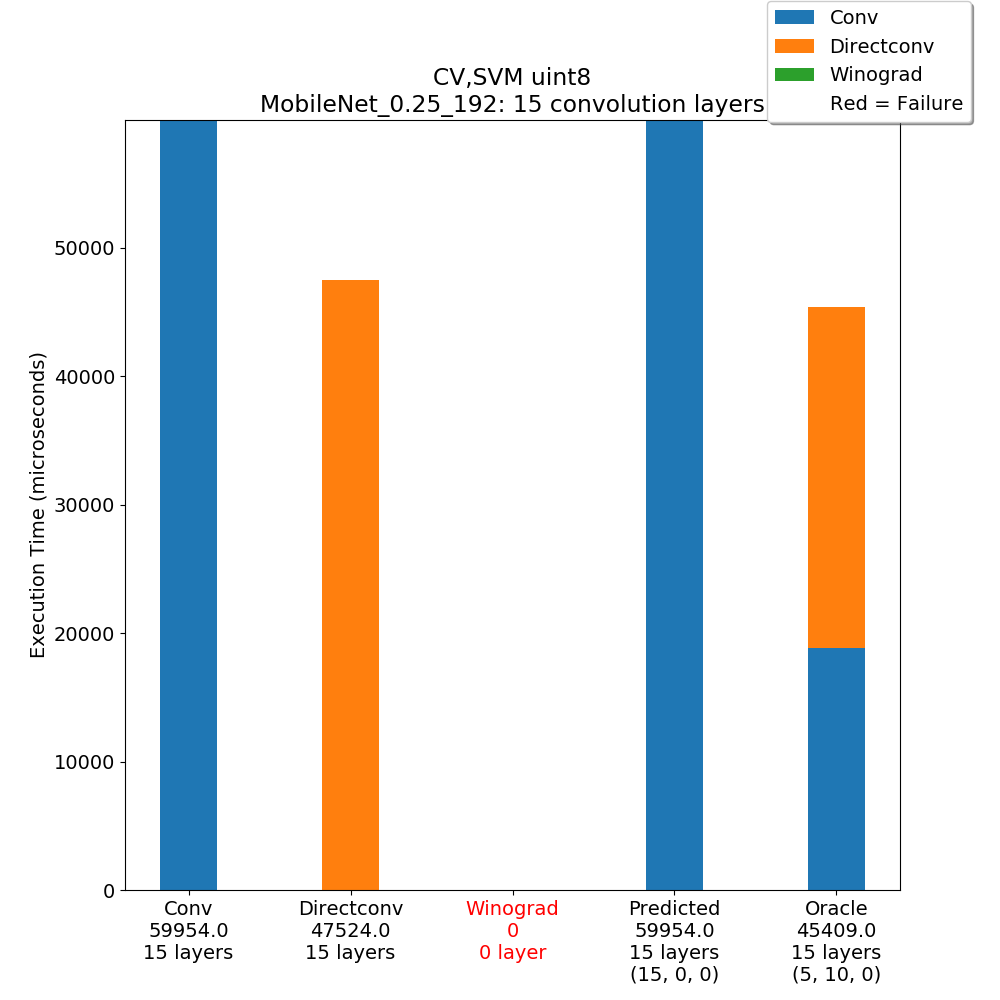 Conv
Directconv
Winograd
Red = Failure
CV,SVM uint8
MobileNet_0.25_192: 15 convolution layers
Execution Time (microseconds)
50000
40000
30000
20000
10000
0
Conv
59954.0
15 layers
Directconv
47524.0
15 layers
Winograd
0
0 layer
Predicted
59954.0
15 layers
(15, 0, 0)
Oracle
45409.0
15 layers
(5, 10, 0)